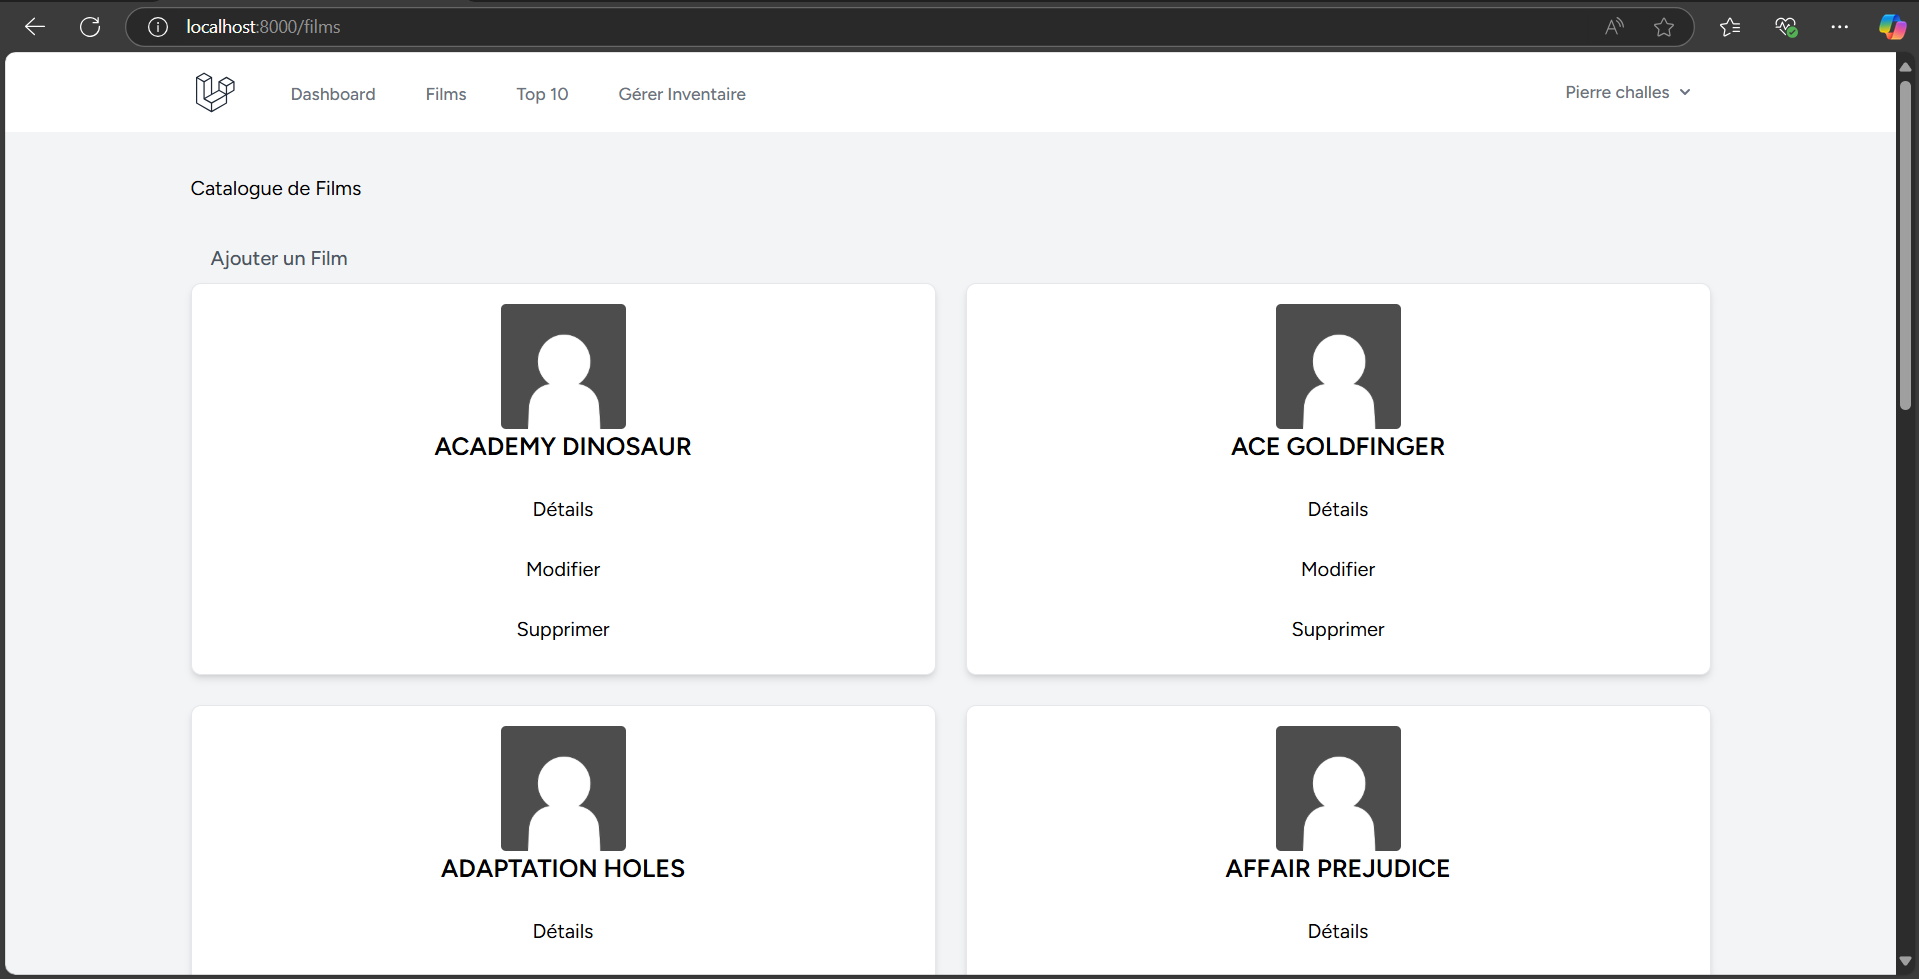 localhost:8000/films
Dashboard Films Top 10 Gérer Inventaire Pierre challes
Catalogue de Films
Ajouter un Film
ACADEMY DINOSAUR
Détails
Modifier
Supprimer
ACE GOLDFINGER
Détails
Modifier
Supprimer
ADAPTATION HOLES
Détails
AFFAIR PREJUDICE
Détails